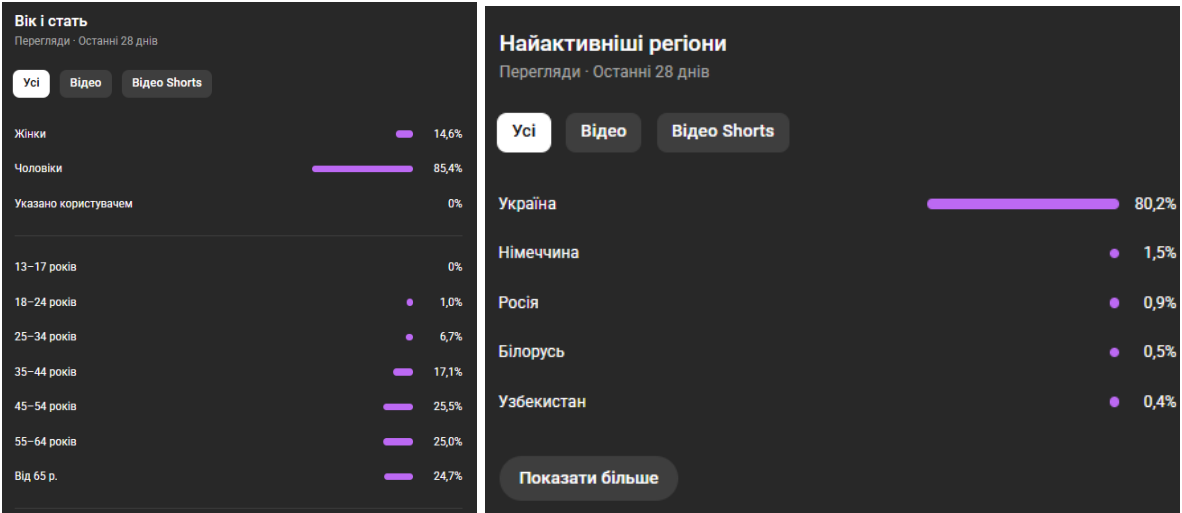 Вік і стать
Перегляди · Останні 28 днів
Усі Відео Відео Shorts
Жінки 14,6%
Чоловіки 85,4%
Указано користувачем 0%
13–17 років 0%
18–24 років 1,0%
25–34 років 6,7%
35–44 років 17,1%
45–54 років 25,5%
55–64 років 25,0%
Від 65 р. 24,7%
Найактивніші регіони
Перегляди · Останні 28 днів
Усі Відео Відео Shorts
Україна 80,2%
Німеччина 1,5%
Росія 0,9%
Білорусь 0,5%
Узбекистан 0,4%
Показати більше